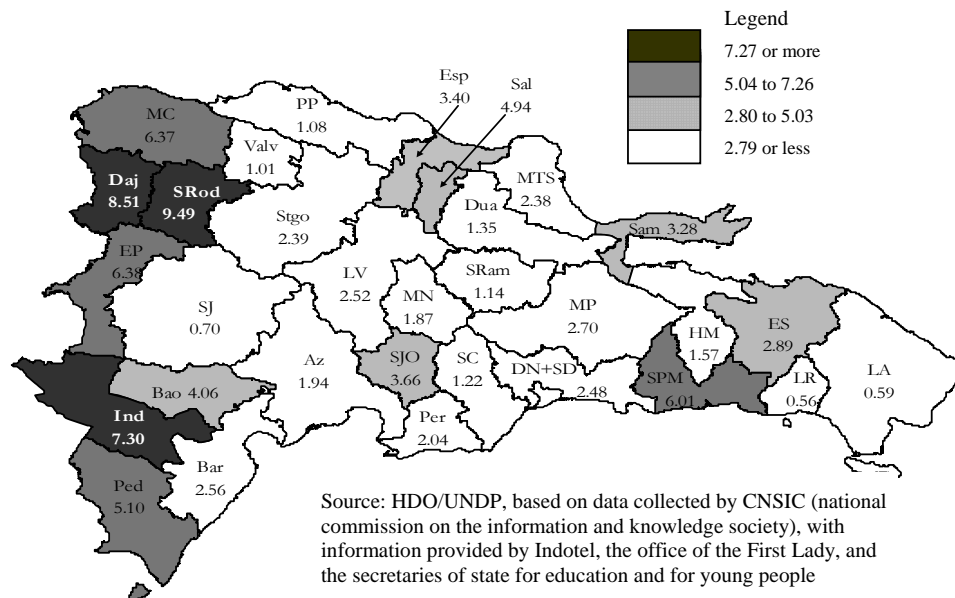 Legend
7.27 or more
5.04 to 7.26
2.80 to 5.03
2.79 or less
Esp
3.40
Sal
4.94
PP
1.08
MC
6.37
Valv
1.01
Daj
8.51
SRod
9.49
MTS
2.38
Stgo
2.39
Dua
1.35
Sam 3.28
EP
6.38
LV
2.52
SRam
1.14
SJ
0.70
MN
1.87
MP
2.70
HM
1.57
ES
2.89
Az
1.94
SJO
3.66
SC
1.22
DN+SD
2.48
SPM
6.01
LR
0.56
LA
0.59
Bao 4.06
Ind
7.30
Per
2.04
Bar
2.56
Ped
5.10
Source: HDO/UNDP, based on data collected by CNSIC (national
commission on the information and knowledge society), with
information provided by Indotel, the office of the First Lady, and
the secretaries of state for education and for young people